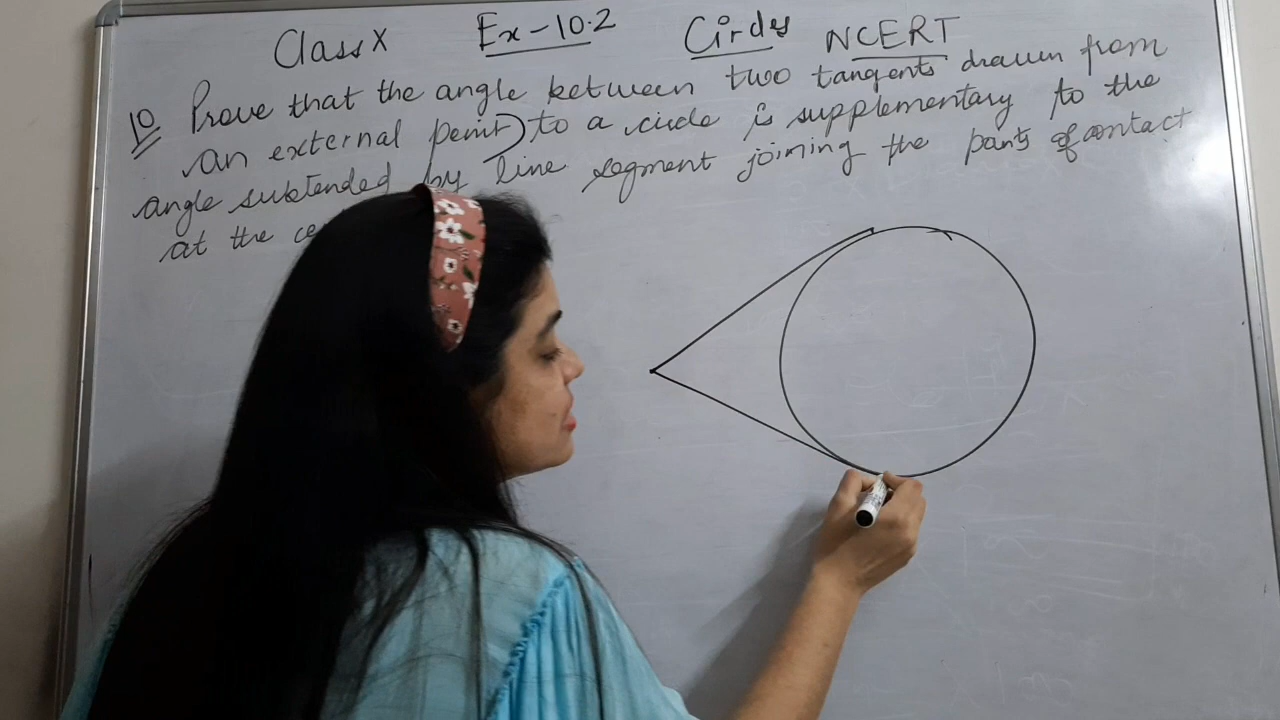 Class X Ex-10.2 Circles NCERT
10 Prove that the angle between two tangents drawn from
an external point) to a circle is supplementary to the
angle subtended by line segment joining the points of contact
at the ce